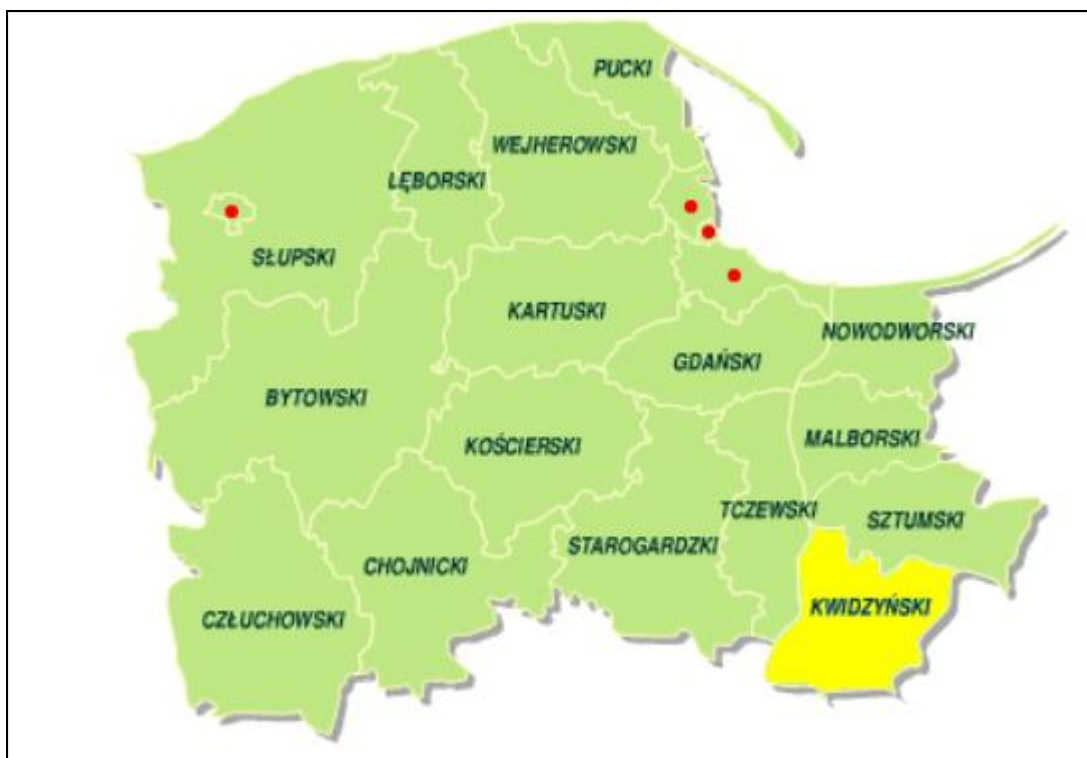 PUCKI
WEJHEROWSKI
LĘBORSKI
SŁUPSKI
KARTUSKI
NOWODWORSKI
GDAŃSKI
BYTOWSKI
KOŚCIERSKI
MALBORSKI
TCZEWSKI
SZTUMSKI
STAROGARDZKI
CHOJNICKI
KWIDZYŃSKI
CZŁUCHOWSKI